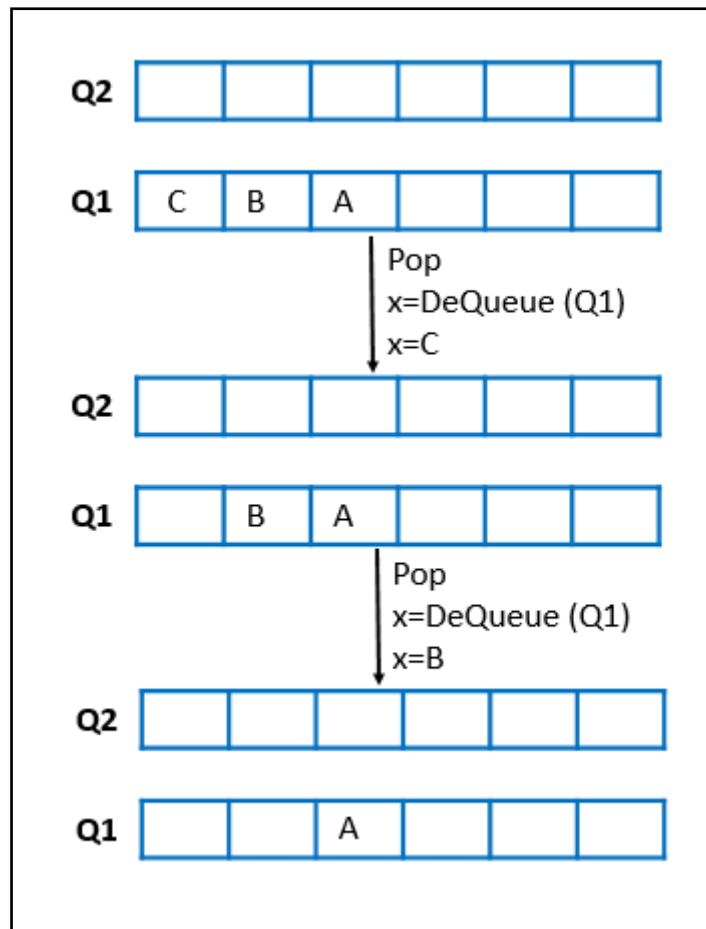 Q2
Q1 C B A
Pop
x=DeQueue (Q1)
x=C
Q2
Q1 B A
Pop
x=DeQueue (Q1)
x=B
Q2
Q1 A